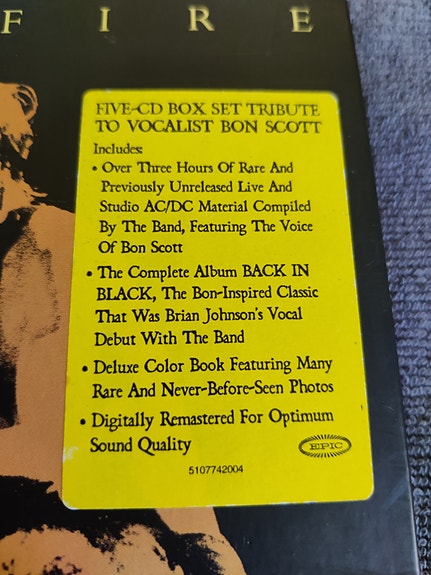 FIRE
FIVE-CD BOX SET TRIBUTE
TO VOCALIST BON SCOTT
Includes:
• Over Three Hours Of Rare And
Previously Unreleased Live And
Studio AC/DC Material Compiled
By The Band, Featuring The Voice
Of Bon Scott
• The Complete Album BACK IN
BLACK, The Bon-Inspired Classic
That Was Brian Johnson's Vocal
Debut With The Band
• Deluxe Color Book Featuring Many
Rare And Never-Before-Seen Photos
• Digitally Remastered For Optimum
Sound Quality
EPIC
5107742004